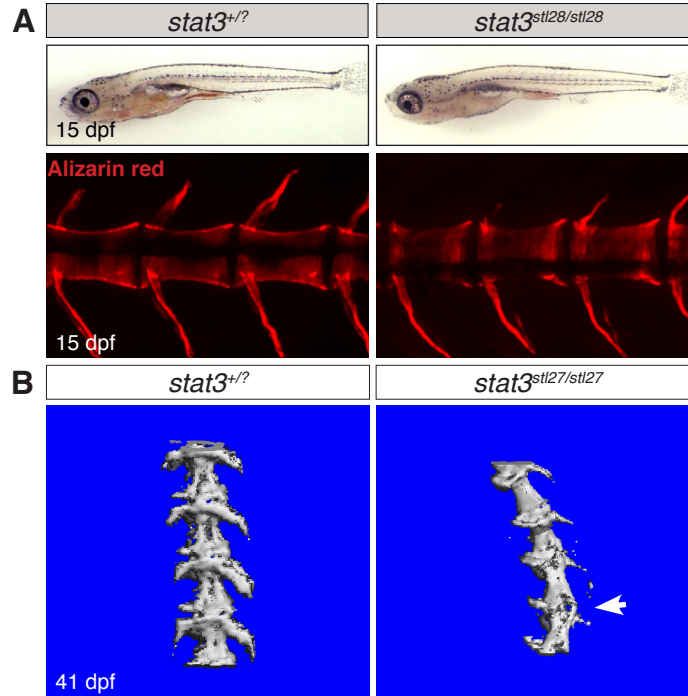 A
stat3+/?
stat3stl28/stl28
15 dpf
Alizarin red
15 dpf
B
stat3+/?
stat3stl27/stl27
41 dpf